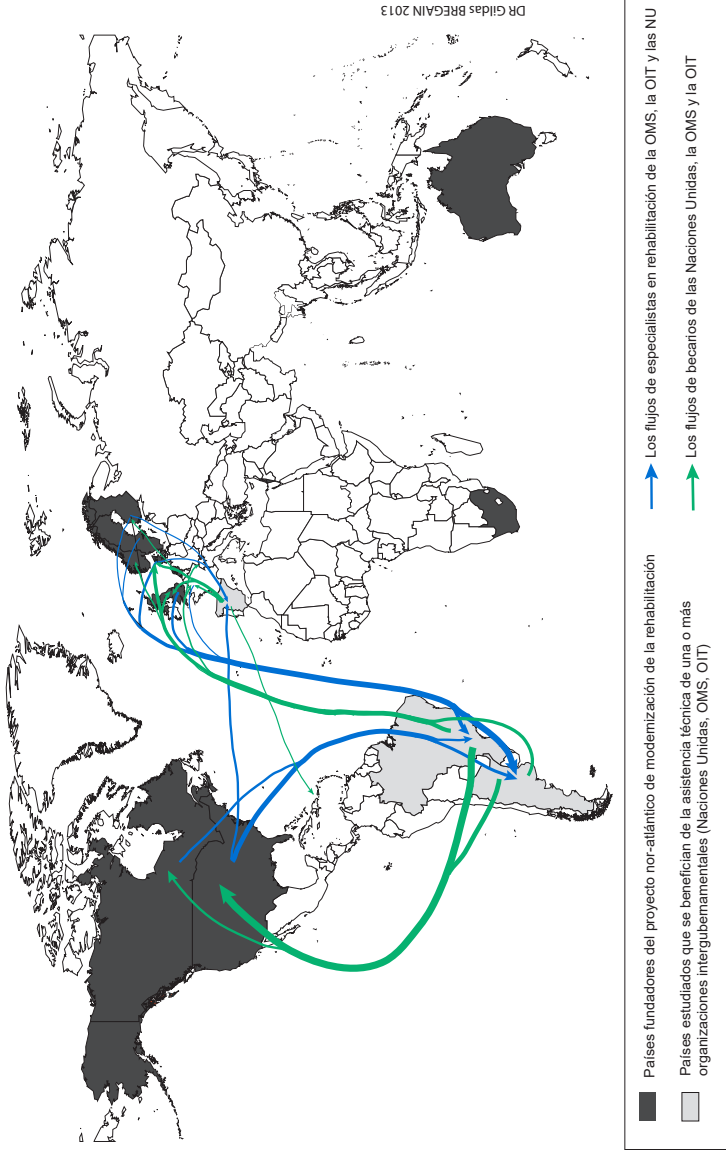 DR Gildas BREGAIN 2013
Países fundadores del proyecto nor-atlántico de modernización de la rehabilitación
Países estudiados que se benefician de la asistencia técnica de una o más
organizaciones intergubernamentales (Naciones Unidas, OMS, OIT)
Los flujos de especialistas en rehabilitación de la OMS, la OIT y las NU
Los flujos de becarios de las Naciones Unidas, la OMS y la OIT